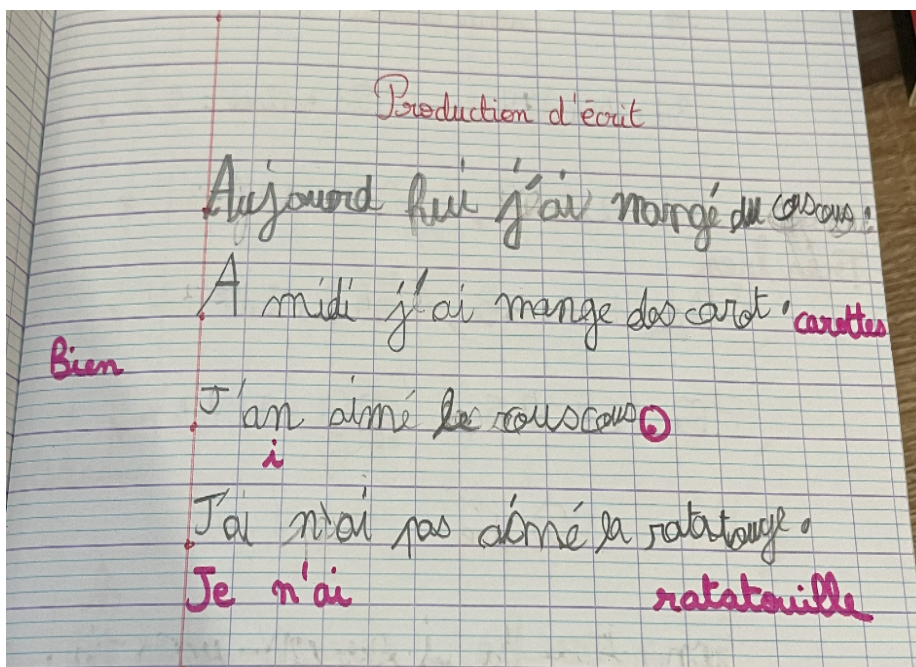 Production d'écrit
Aujourd hui j'ai mangé du couscous.
A midi j'ai mange des carot. carottes
Bien
J'an aimé le couscous.
i
J'ai n'ai pas aimé la ratatouye.
Je n'ai ratatouille